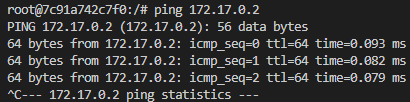 root@7c91a742c7f0:/# ping 172.17.0.2
PING 172.17.0.2 (172.17.0.2): 56 data bytes
64 bytes from 172.17.0.2: icmp_seq=0 ttl=64 time=0.093 ms
64 bytes from 172.17.0.2: icmp_seq=1 ttl=64 time=0.082 ms
64 bytes from 172.17.0.2: icmp_seq=2 ttl=64 time=0.079 ms
^C--- 172.17.0.2 ping statistics ---